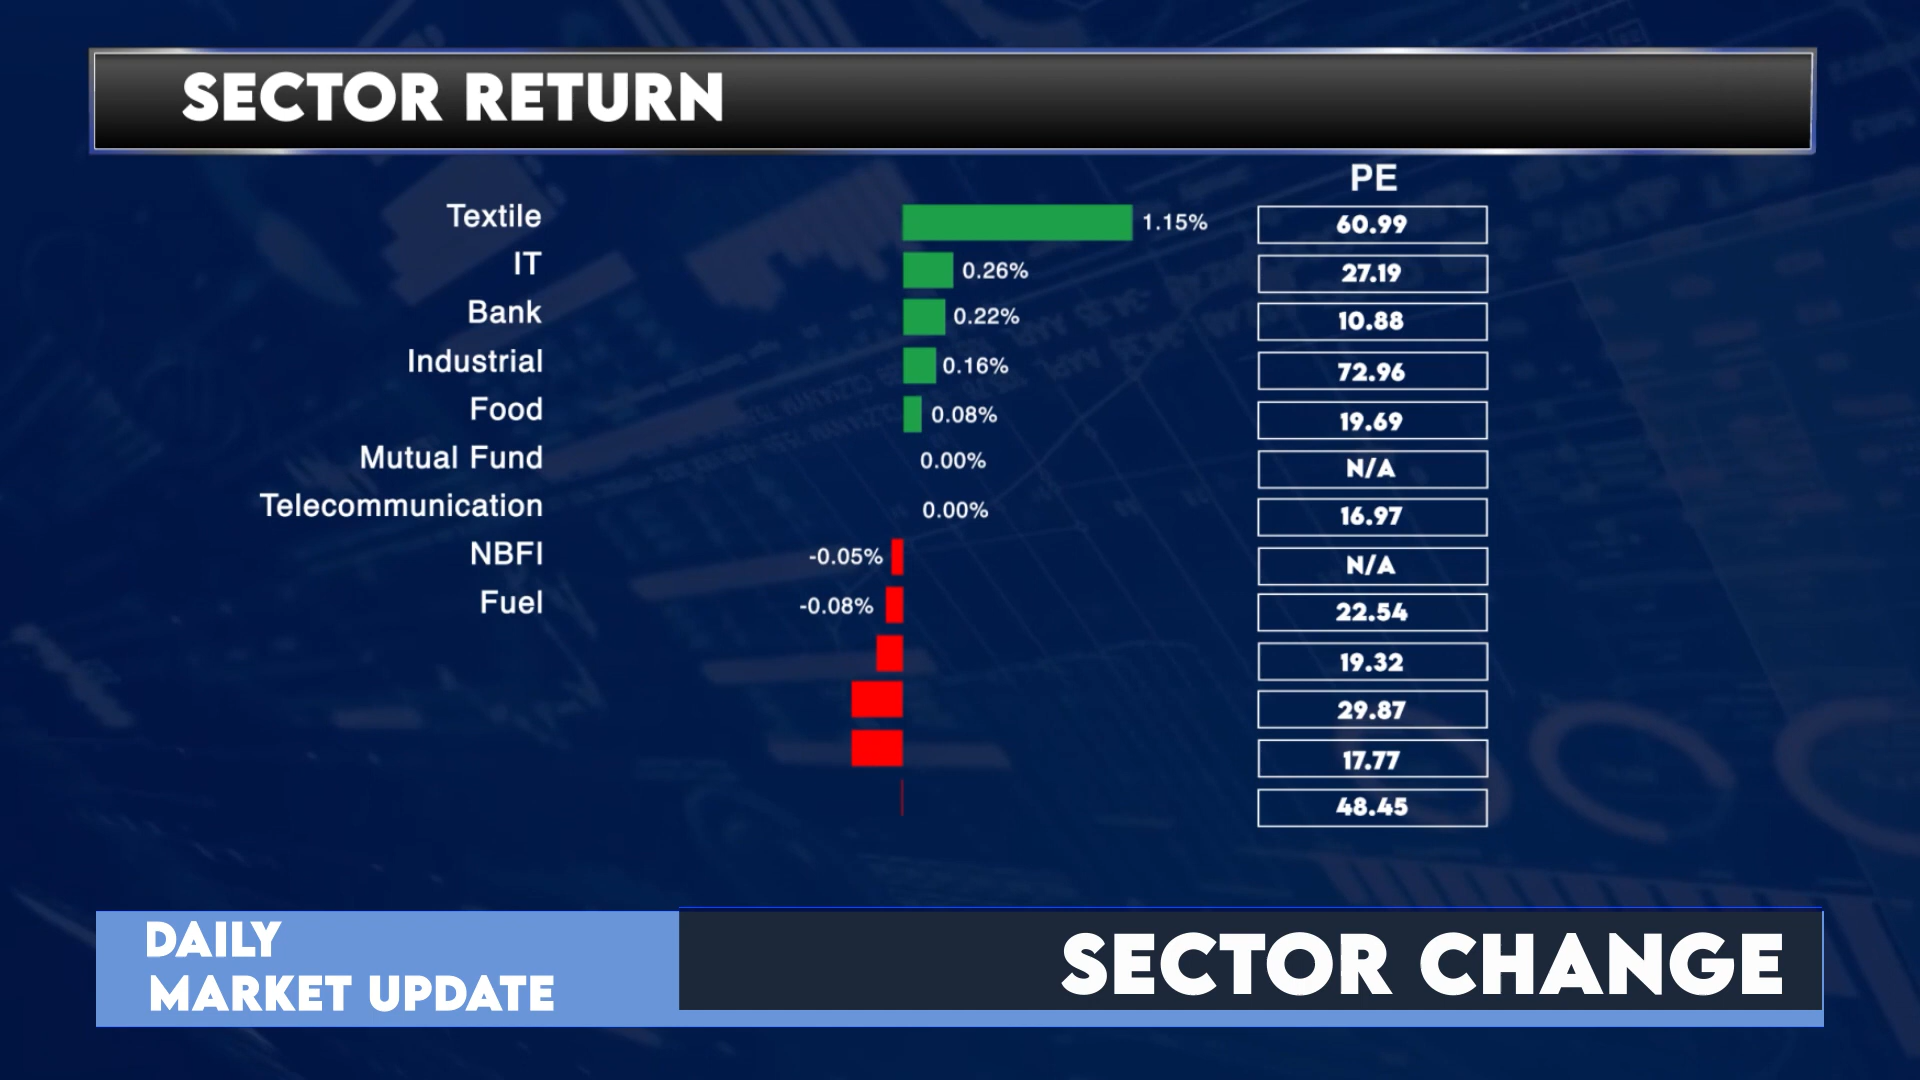 SECTOR RETURN
PE
Textile 1.15% 60.99
IT 0.26% 27.19
Bank 0.22% 10.88
Industrial 0.16% 72.96
Food 0.08% 19.69
Mutual Fund 0.00% N/A
Telecommunication 0.00% 16.97
NBFI -0.05% N/A
Fuel -0.08% 22.54
19.32
29.87
17.77
48.45
DAILY
MARKET UPDATE
SECTOR CHANGE